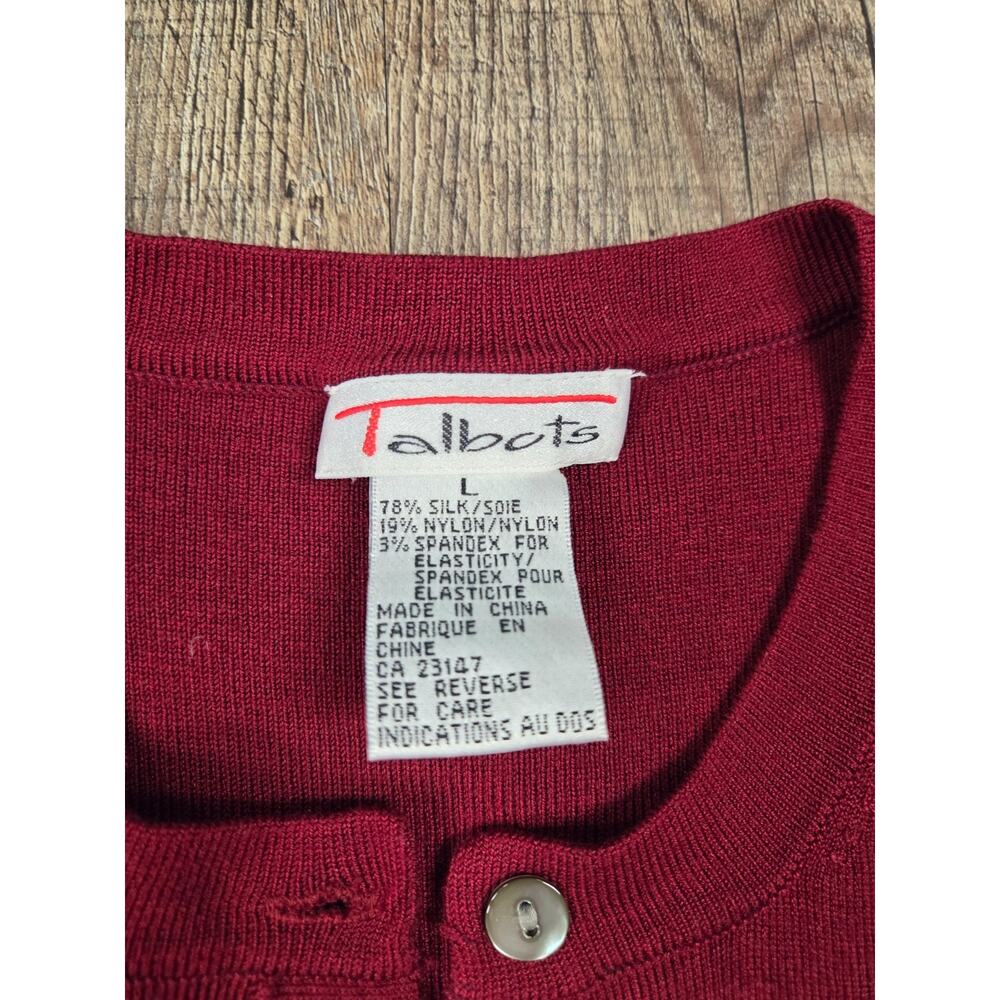 Talbots
L
78% SILK/SOIE
19% NYLON/NYLON
3% SPANDEX FOR
ELASTICITY/
SPANDEX POUR
ELASTICITE
MADE IN CHINA
FABRIQUE EN
CHINE
CA 23147
SEE REVERSE
FOR CARE
INDICATIONS AU DOS